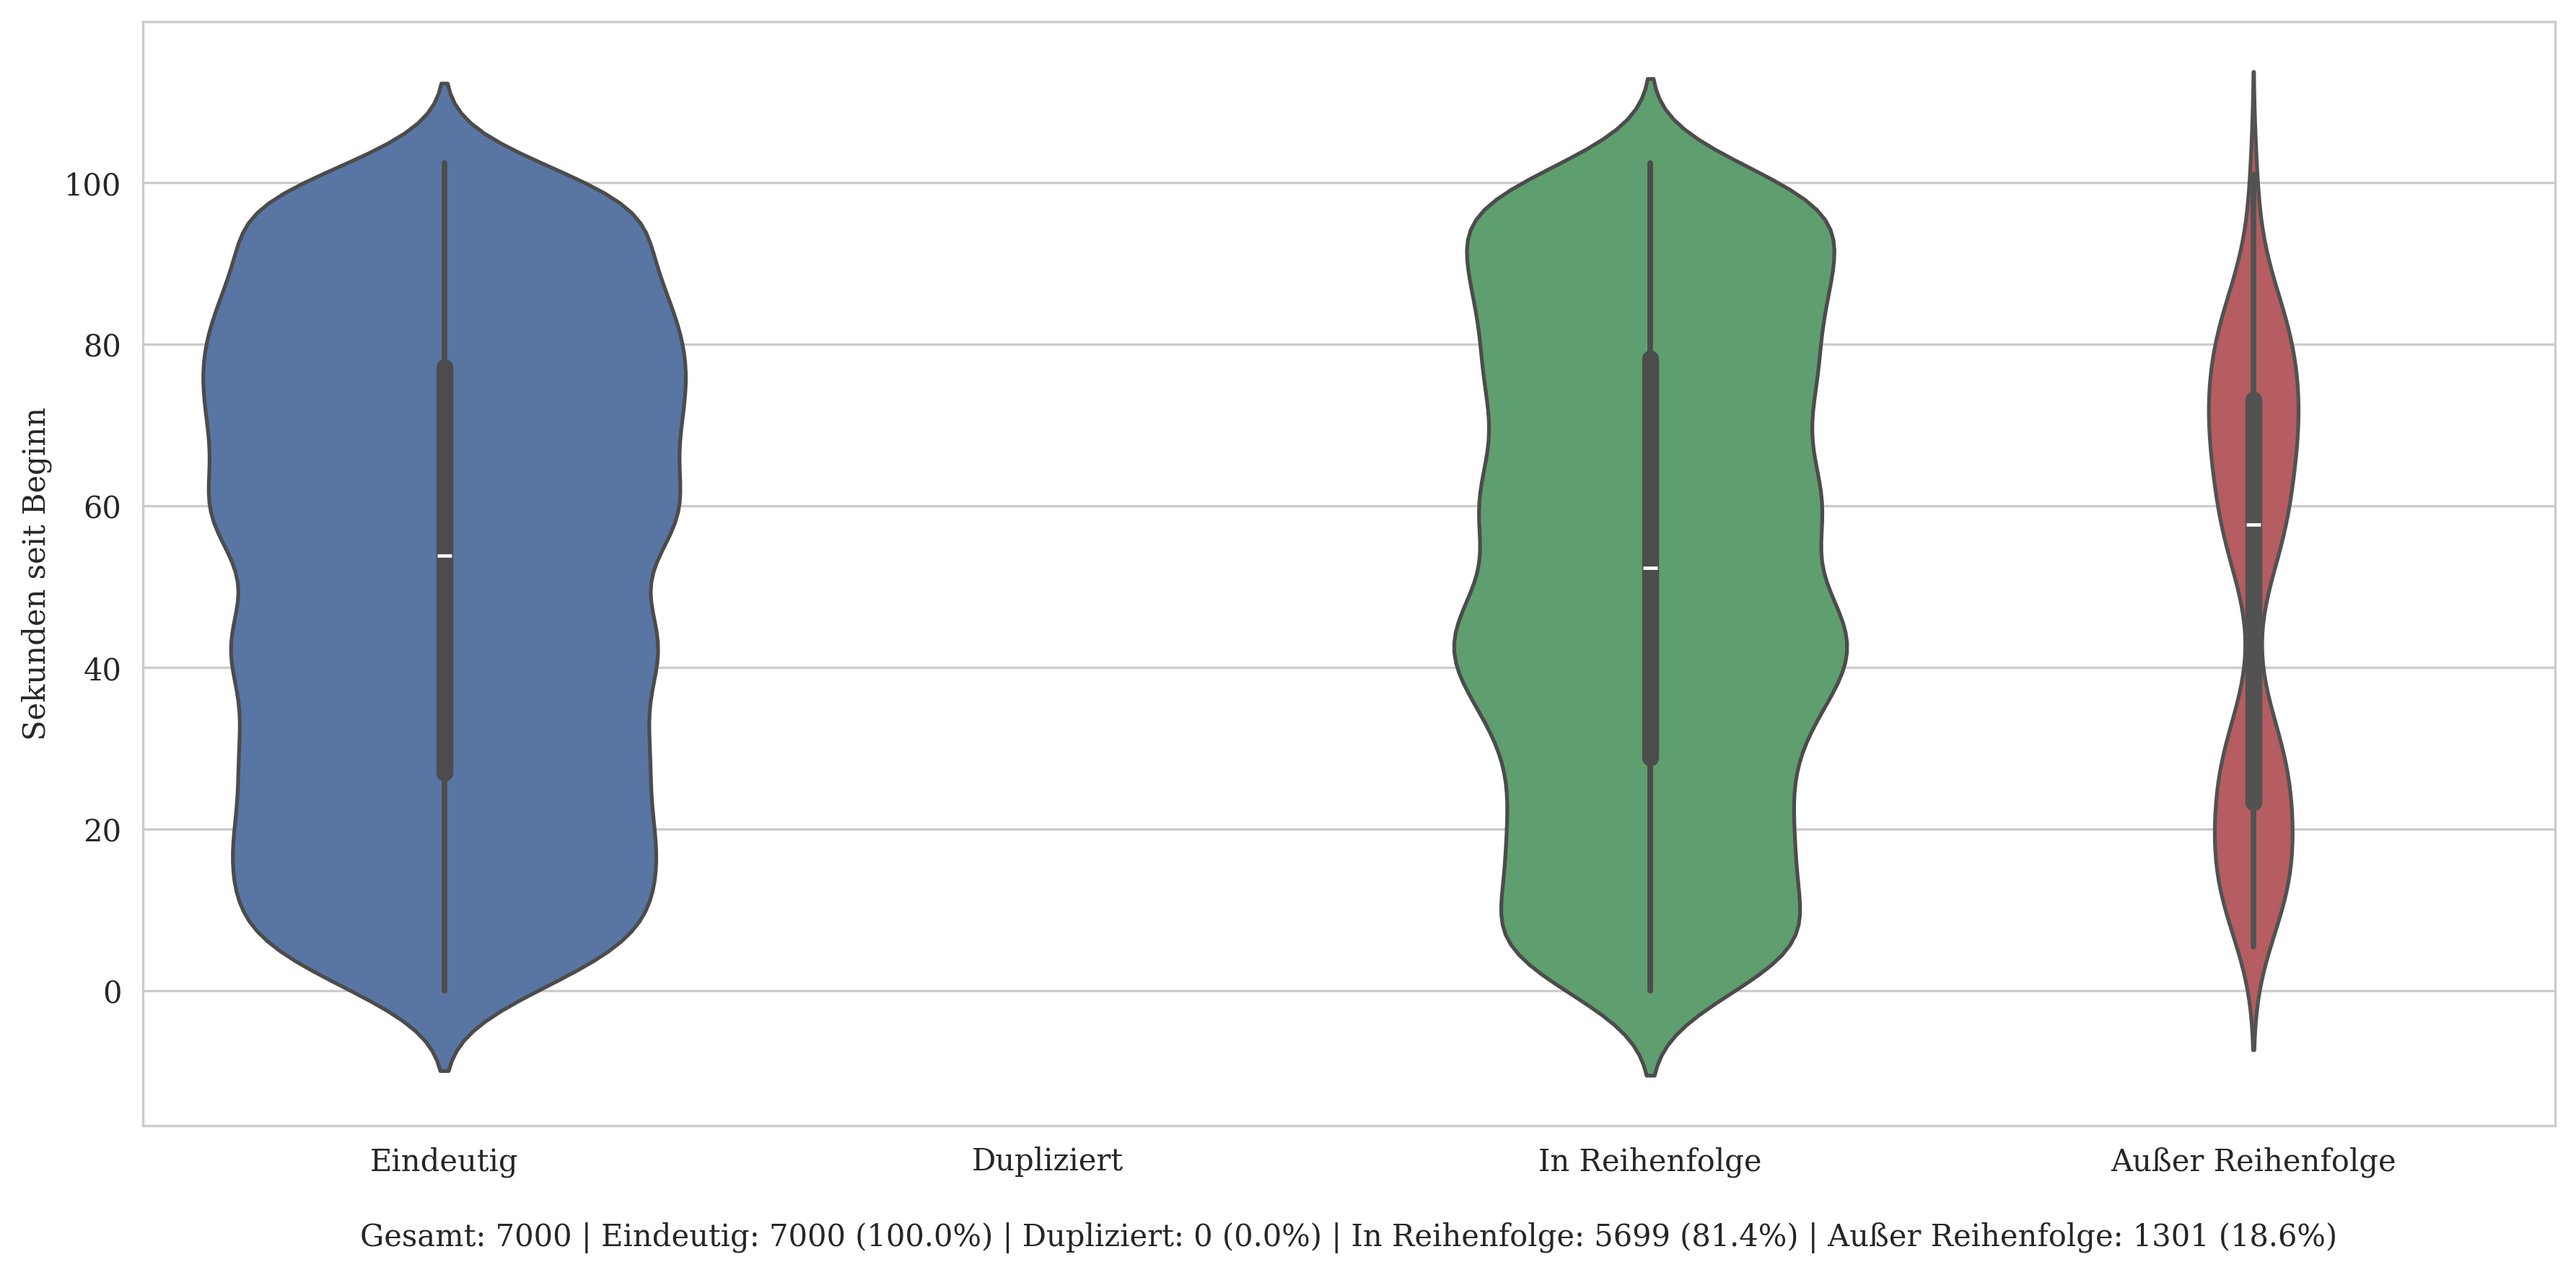 Sekunden seit Beginn
100
80
60
40
20
0
Eindeutig Dupliziert In Reihenfolge Außer Reihenfolge
Gesamt: 7000 | Eindeutig: 7000 (100.0%) | Dupliziert: 0 (0.0%) | In Reihenfolge: 5699 (81.4%) | Außer Reihenfolge: 1301 (18.6%)